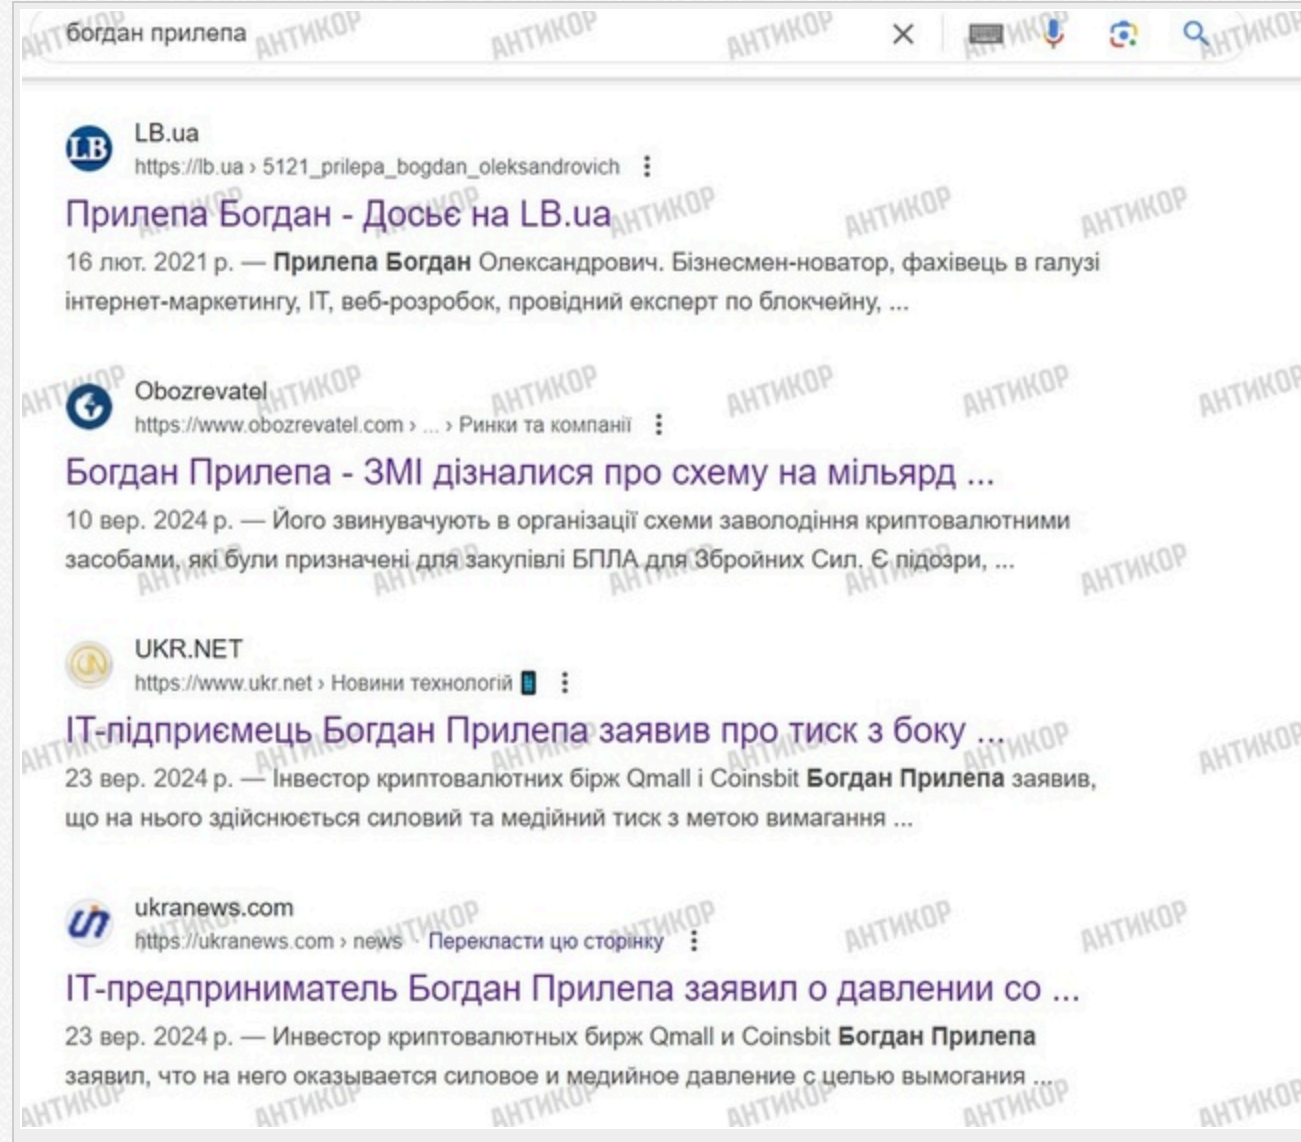 богдан прилепа
LB.ua
https://lb.ua › 5121_prilepa_bogdan_oleksandrovich
Прилепа Богдан - Досьє на LB.ua
16 лют. 2021 р. — Прилепа Богдан Олександрович. Бізнесмен-новатор, фахівець в галузі
інтернет-маркетингу, ІТ, веб-розробок, провідний експерт по блокчейну, ...
Obozrevatel
https://www.obozrevatel.com › ... › Ринки та компанії
Богдан Прилепа - ЗМІ дізналися про схему на мільярд ...
10 вер. 2024 р. — Його звинувачують в організації схеми заволодіння криптовалютними
засобами, які були призначені для закупівлі БПЛА для Збройних Сил. Є підозри, ...
UKR.NET
https://www.ukr.net › Новини технологій
ІТ-підприємець Богдан Прилепа заявив про тиск з боку ...
23 вер. 2024 р. — Інвестор криптовалютних бірж Qmall і Coinsbit Богдан Прилепа заявив,
що на нього здійснюється силовий та медійний тиск з метою вимагання ...
ukranews.com
https://ukranews.com › news · Перекласти цю сторінку
ІТ-предприниматель Богдан Прилепа заявил о давлении со ...
23 вер. 2024 р. — Инвестор криптовалютных бирж Qmall и Coinsbit Богдан Прилепа
заявил, что на него оказывается силовое и медийное давление с целью вымогания ...
АНТИКОР